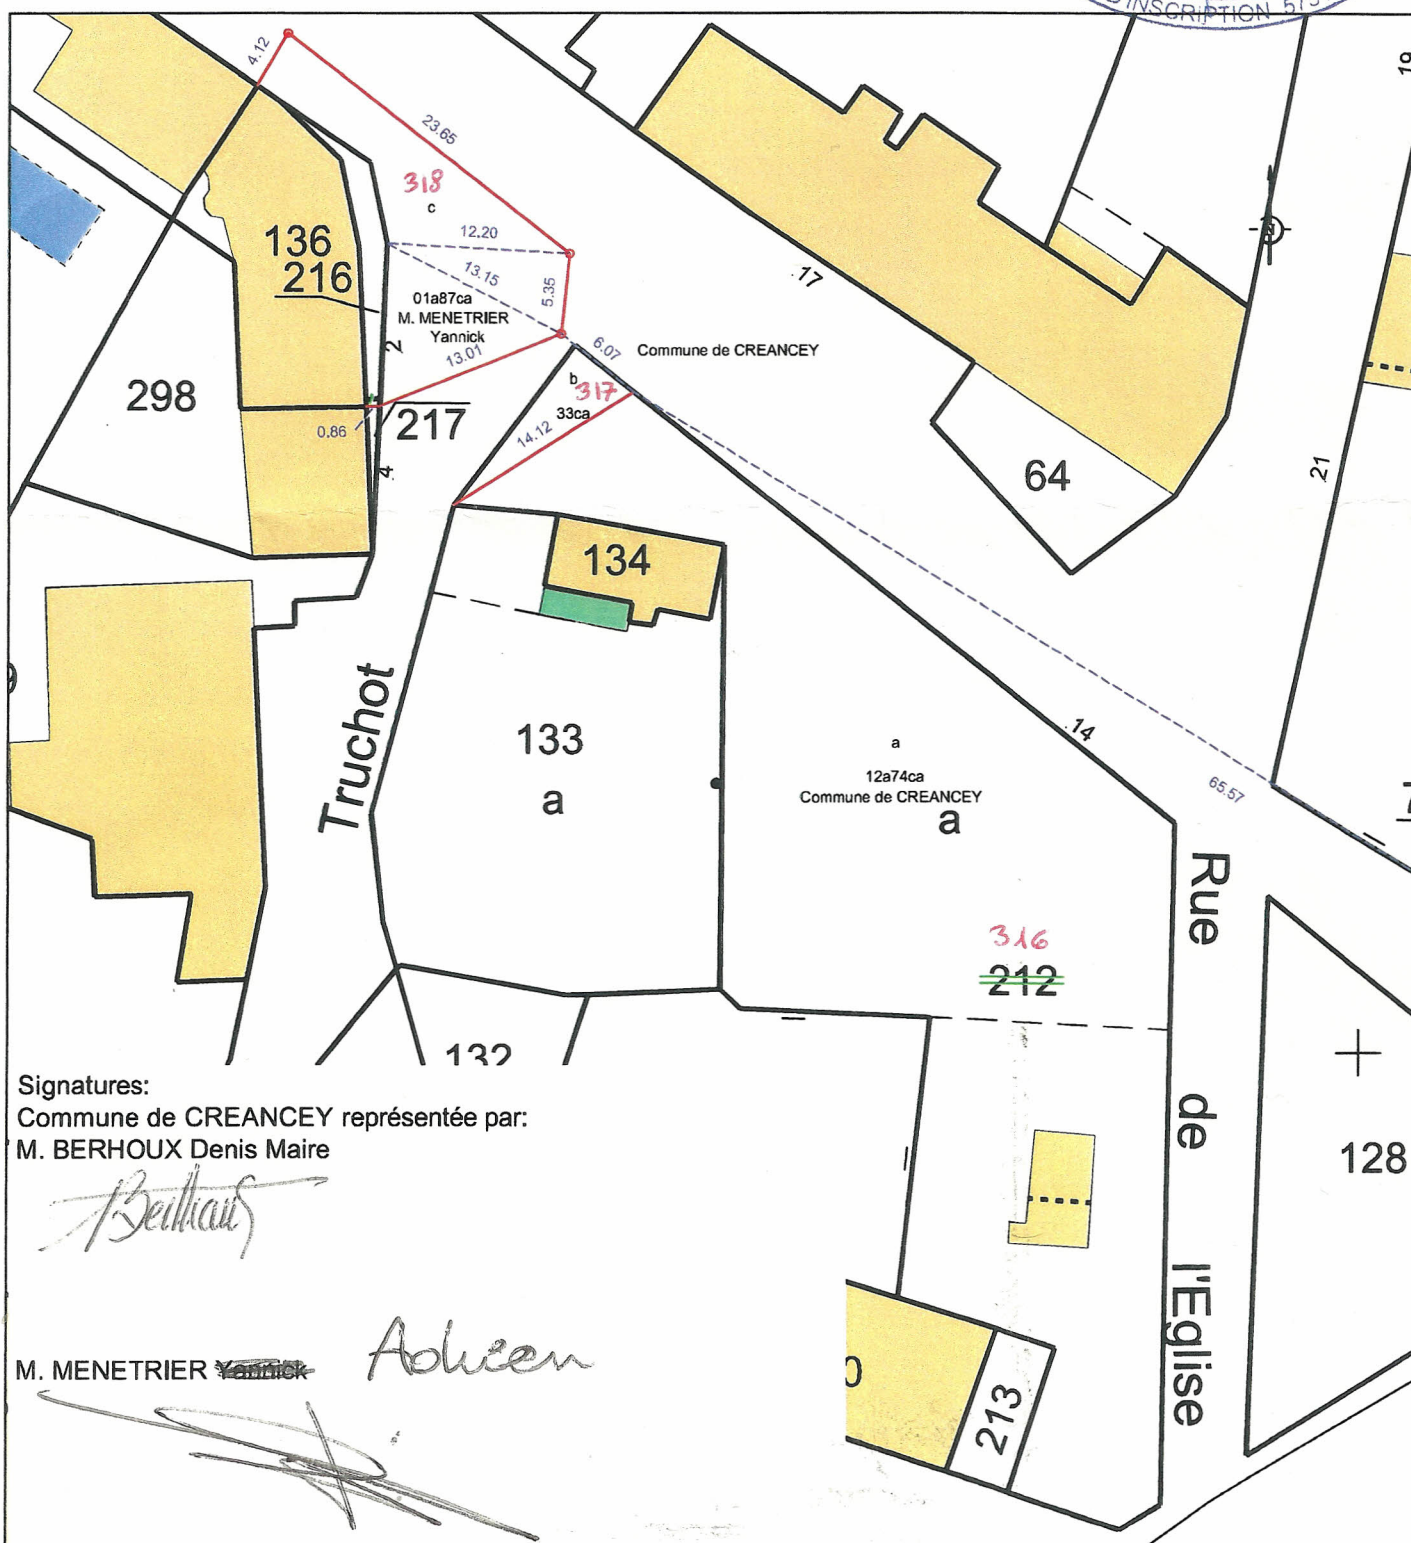 D'INSCRIPTION 575
19
4.12
23.65
318
c
12.20
136
13.15
216
5.35
01a87ca
M. MENETRIER
Yannick
2
13.01
17
6.07
Commune de CREANCEY
298
b
317
33ca
0.86
217
14.12
4
64
21
134
Truchot
133
a
14
a
12a74ca
Commune de CREANCEY
a
65.57
Rue
de
l'Eglise
316
212
132
128
Signatures:
Commune de CREANCEY représentée par:
M. BERHOUX Denis Maire
M. MENETRIER Yannick Adrien
0
213